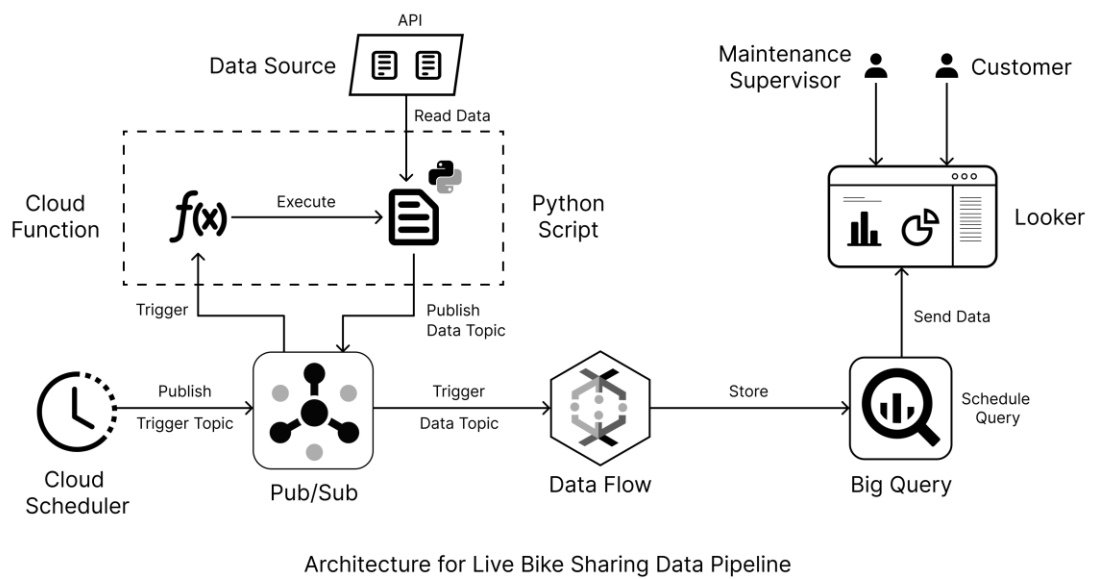 API
Data Source
Read Data
Maintenance
Supervisor
Customer
Cloud
Function
f(x)
Execute
Python
Script
Looker
Trigger
Publish
Data Topic
Send Data
Cloud
Scheduler
Publish
Trigger Topic
Pub/Sub
Trigger
Data Topic
Data Flow
Store
Schedule
Query
Big Query
Architecture for Live Bike Sharing Data Pipeline